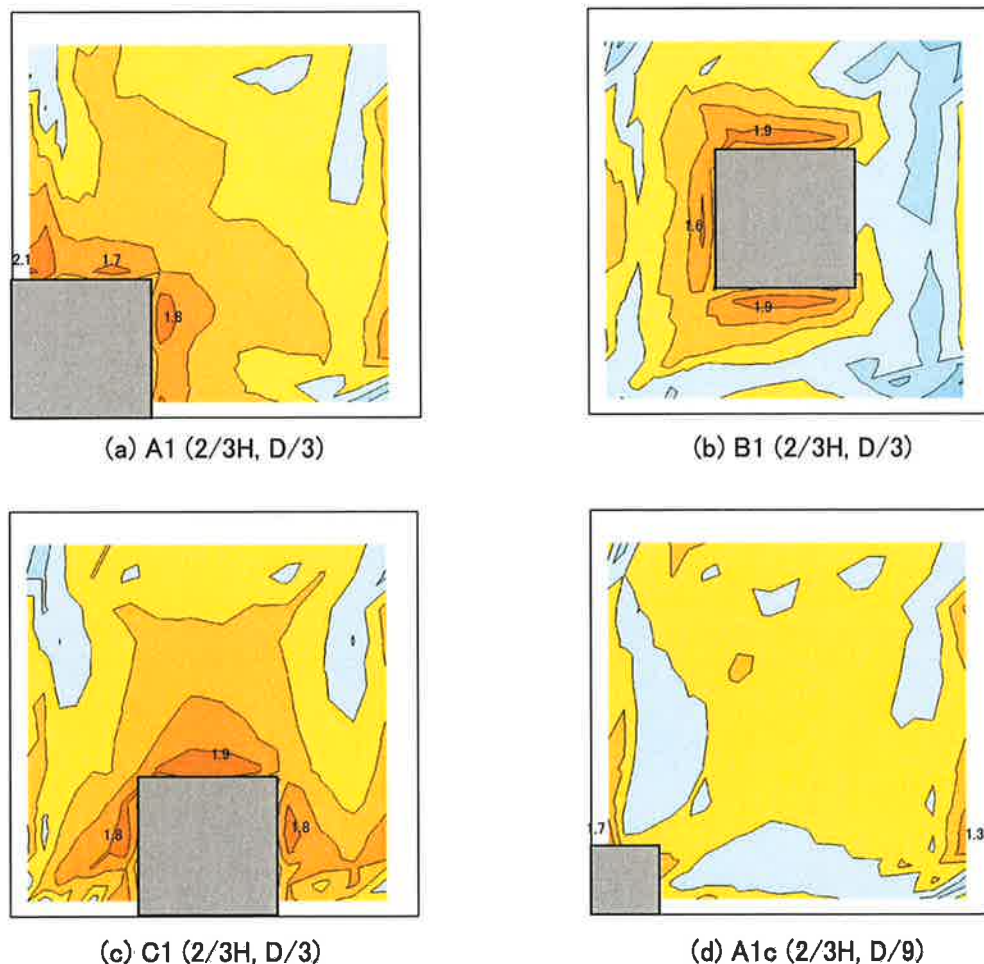 2.1 1.7
1.8
(a) A1 (2/3H, D/3)
1.9
1.6
1.9
(b) B1 (2/3H, D/3)
1.9
1.8 1.8
(c) C1 (2/3H, D/3)
1.7 1.3
(d) A1c (2/3H, D/9)